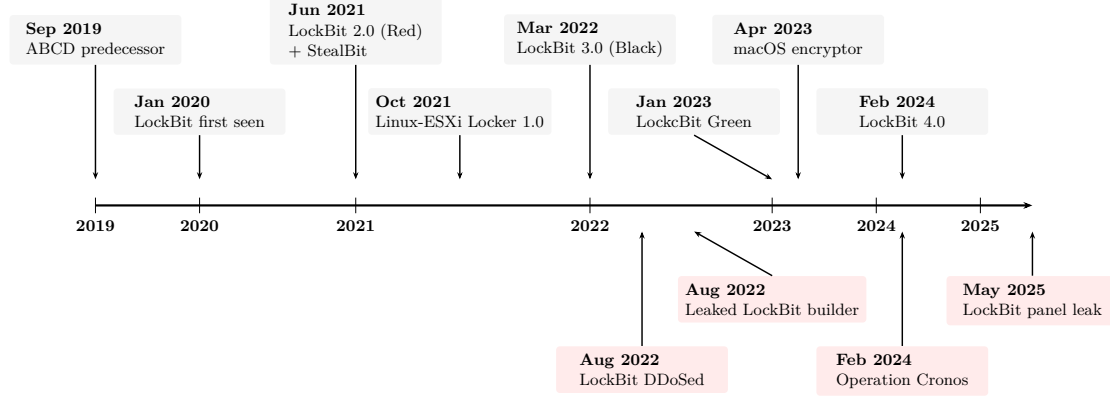 Sep 2019
ABCD predecessor
Jun 2021
LockBit 2.0 (Red)
+ StealBit
Mar 2022
LockBit 3.0 (Black)
Apr 2023
macOS encryptor
Jan 2020
LockBit first seen
Oct 2021
Linux-ESXi Locker 1.0
Jan 2023
LockcBit Green
Feb 2024
LockBit 4.0
2019 2020 2021 2022 2023 2024 2025
Aug 2022
Leaked LockBit builder
May 2025
LockBit panel leak
Aug 2022
LockBit DDoSed
Feb 2024
Operation Cronos